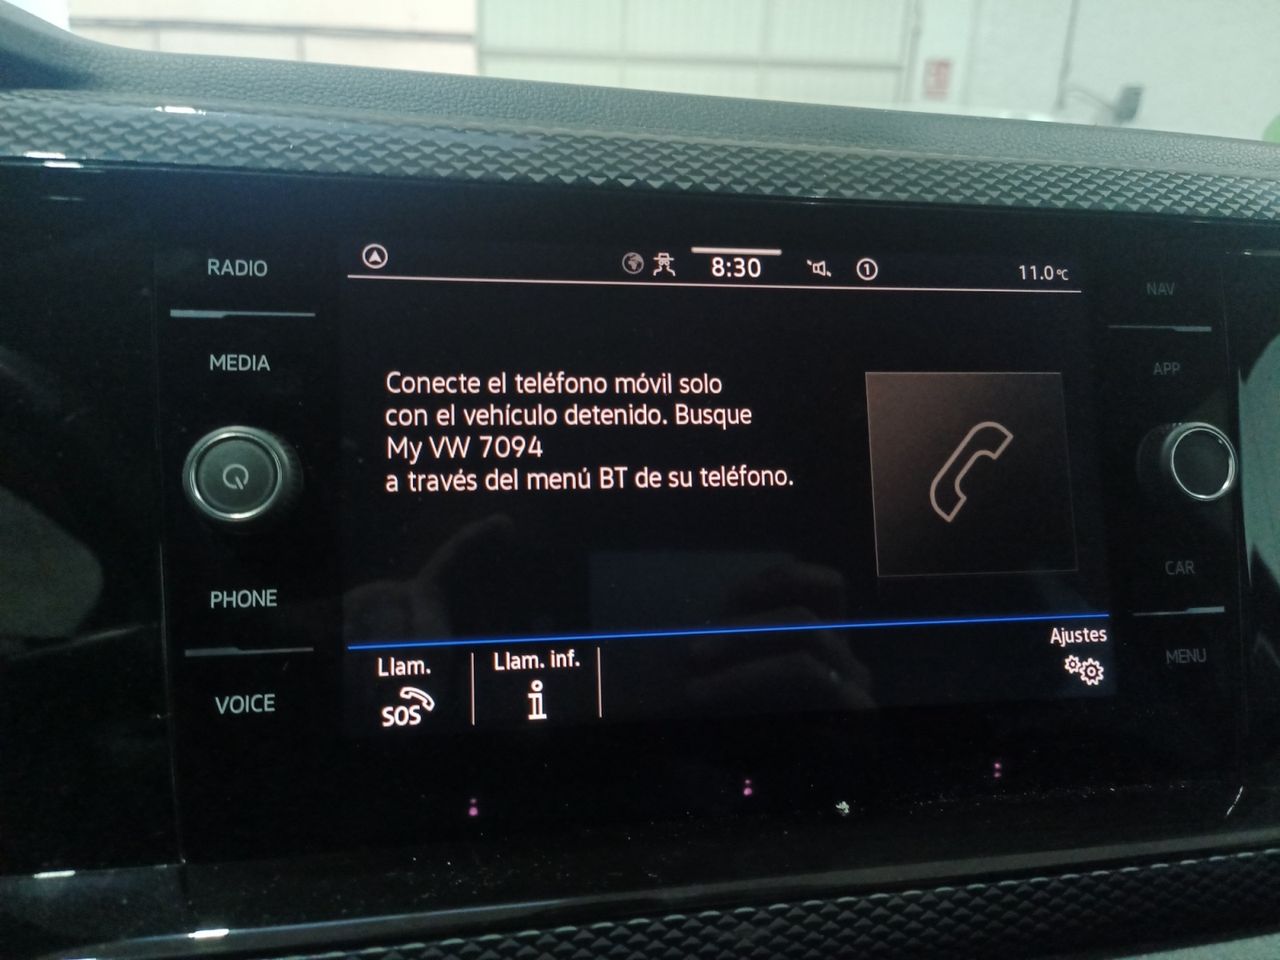 RADIO
MEDIA
PHONE
VOICE
8:30
1
11.0°C
Conecte el teléfono móvil solo
con el vehículo detenido. Busque
My VW 7094
a través del menú BT de su teléfono.
Llam.
SOS
Llam. inf.
i
Ajustes
NAV
APP
CAR
MENU